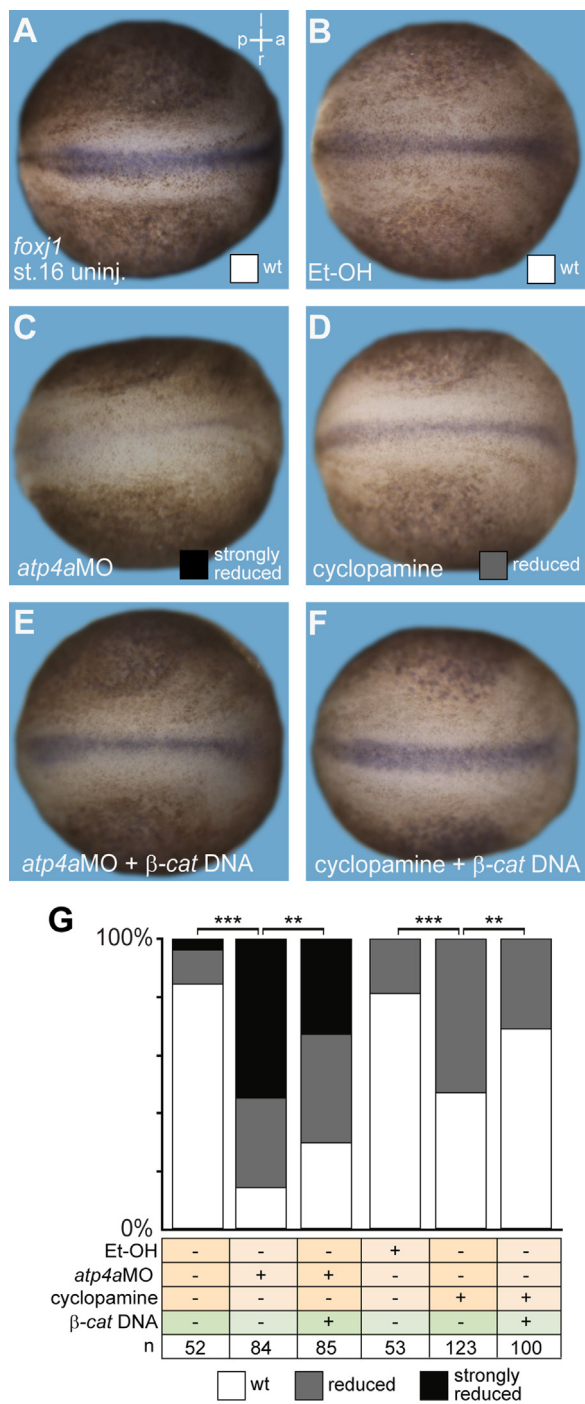 A
l
p a
r
foxj1
st.16 uninj.
wt
B
Et-OH
wt
C
atp4aMO
strongly
reduced
D
cyclopamine
reduced
E
atp4aMO + β-cat DNA
F
cyclopamine + β-cat DNA
G
*** ** *** **
100%
0%
Et-OH - - - + - -
atp4aMO - + + - - -
cyclopamine - - - - + +
β-cat DNA - - + - - +
n 52 84 85 53 123 100
wt reduced strongly
reduced